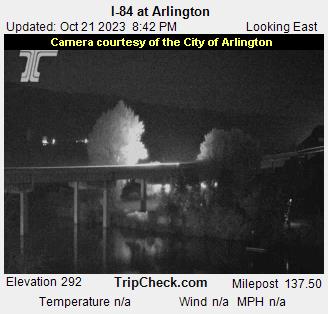 I-84 at Arlington
Updated: Oct 21 2023 8:42 PM Looking East
Camera courtesy of the City of Arlington
Elevation 292 TripCheck.com Milepost 137.50
Temperature n/a Wind n/a MPH n/a